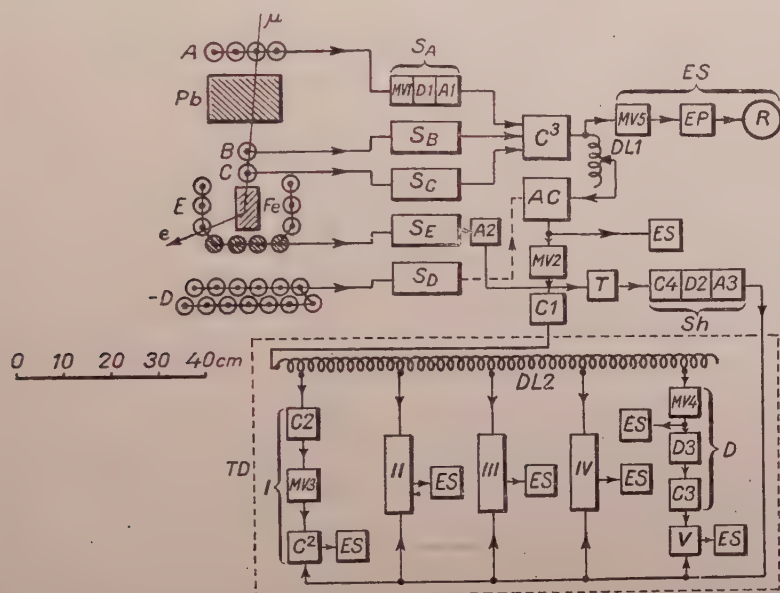 μ
A
Pb
B
C
E
Fe
e
-D
S_A
MV1 D1 A1
S_B
S_C
S_E
S_D
A2
C³
DL1
AC
MV2
C1
ES
MV5
EP
R
ES
T
C4 D2 A3
Sh
0 10 20 30 40cm
DL2
TD
I
C2
MV3
C²
ES
II
ES
III
ES
IV
ES
MV4
ES
D3
C3
D
V
ES